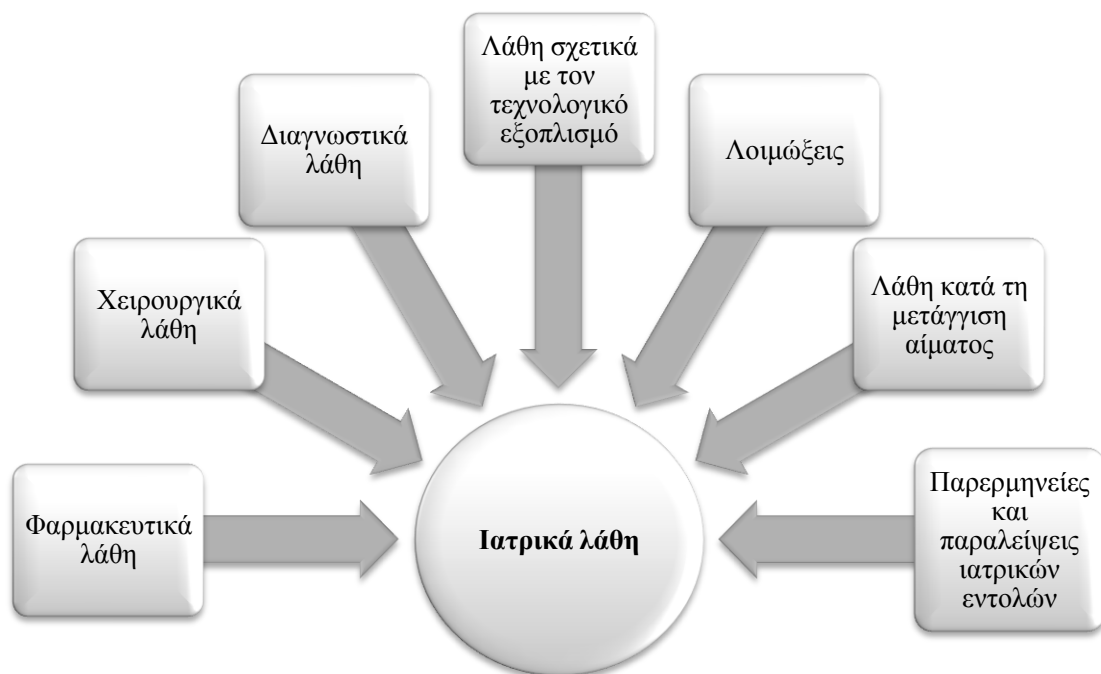 Λάθη σχετικά
με τον
τεχνολογικό
εξοπλισμό
Διαγνωστικά
λάθη
Λοιμώξεις
Χειρουργικά
λάθη
Λάθη κατά τη
μετάγγιση
αίματος
Φαρμακευτικά
λάθη
Ιατρικά λάθη
Παρερμηνείες
και
παραλείψεις
ιατρικών
εντολών